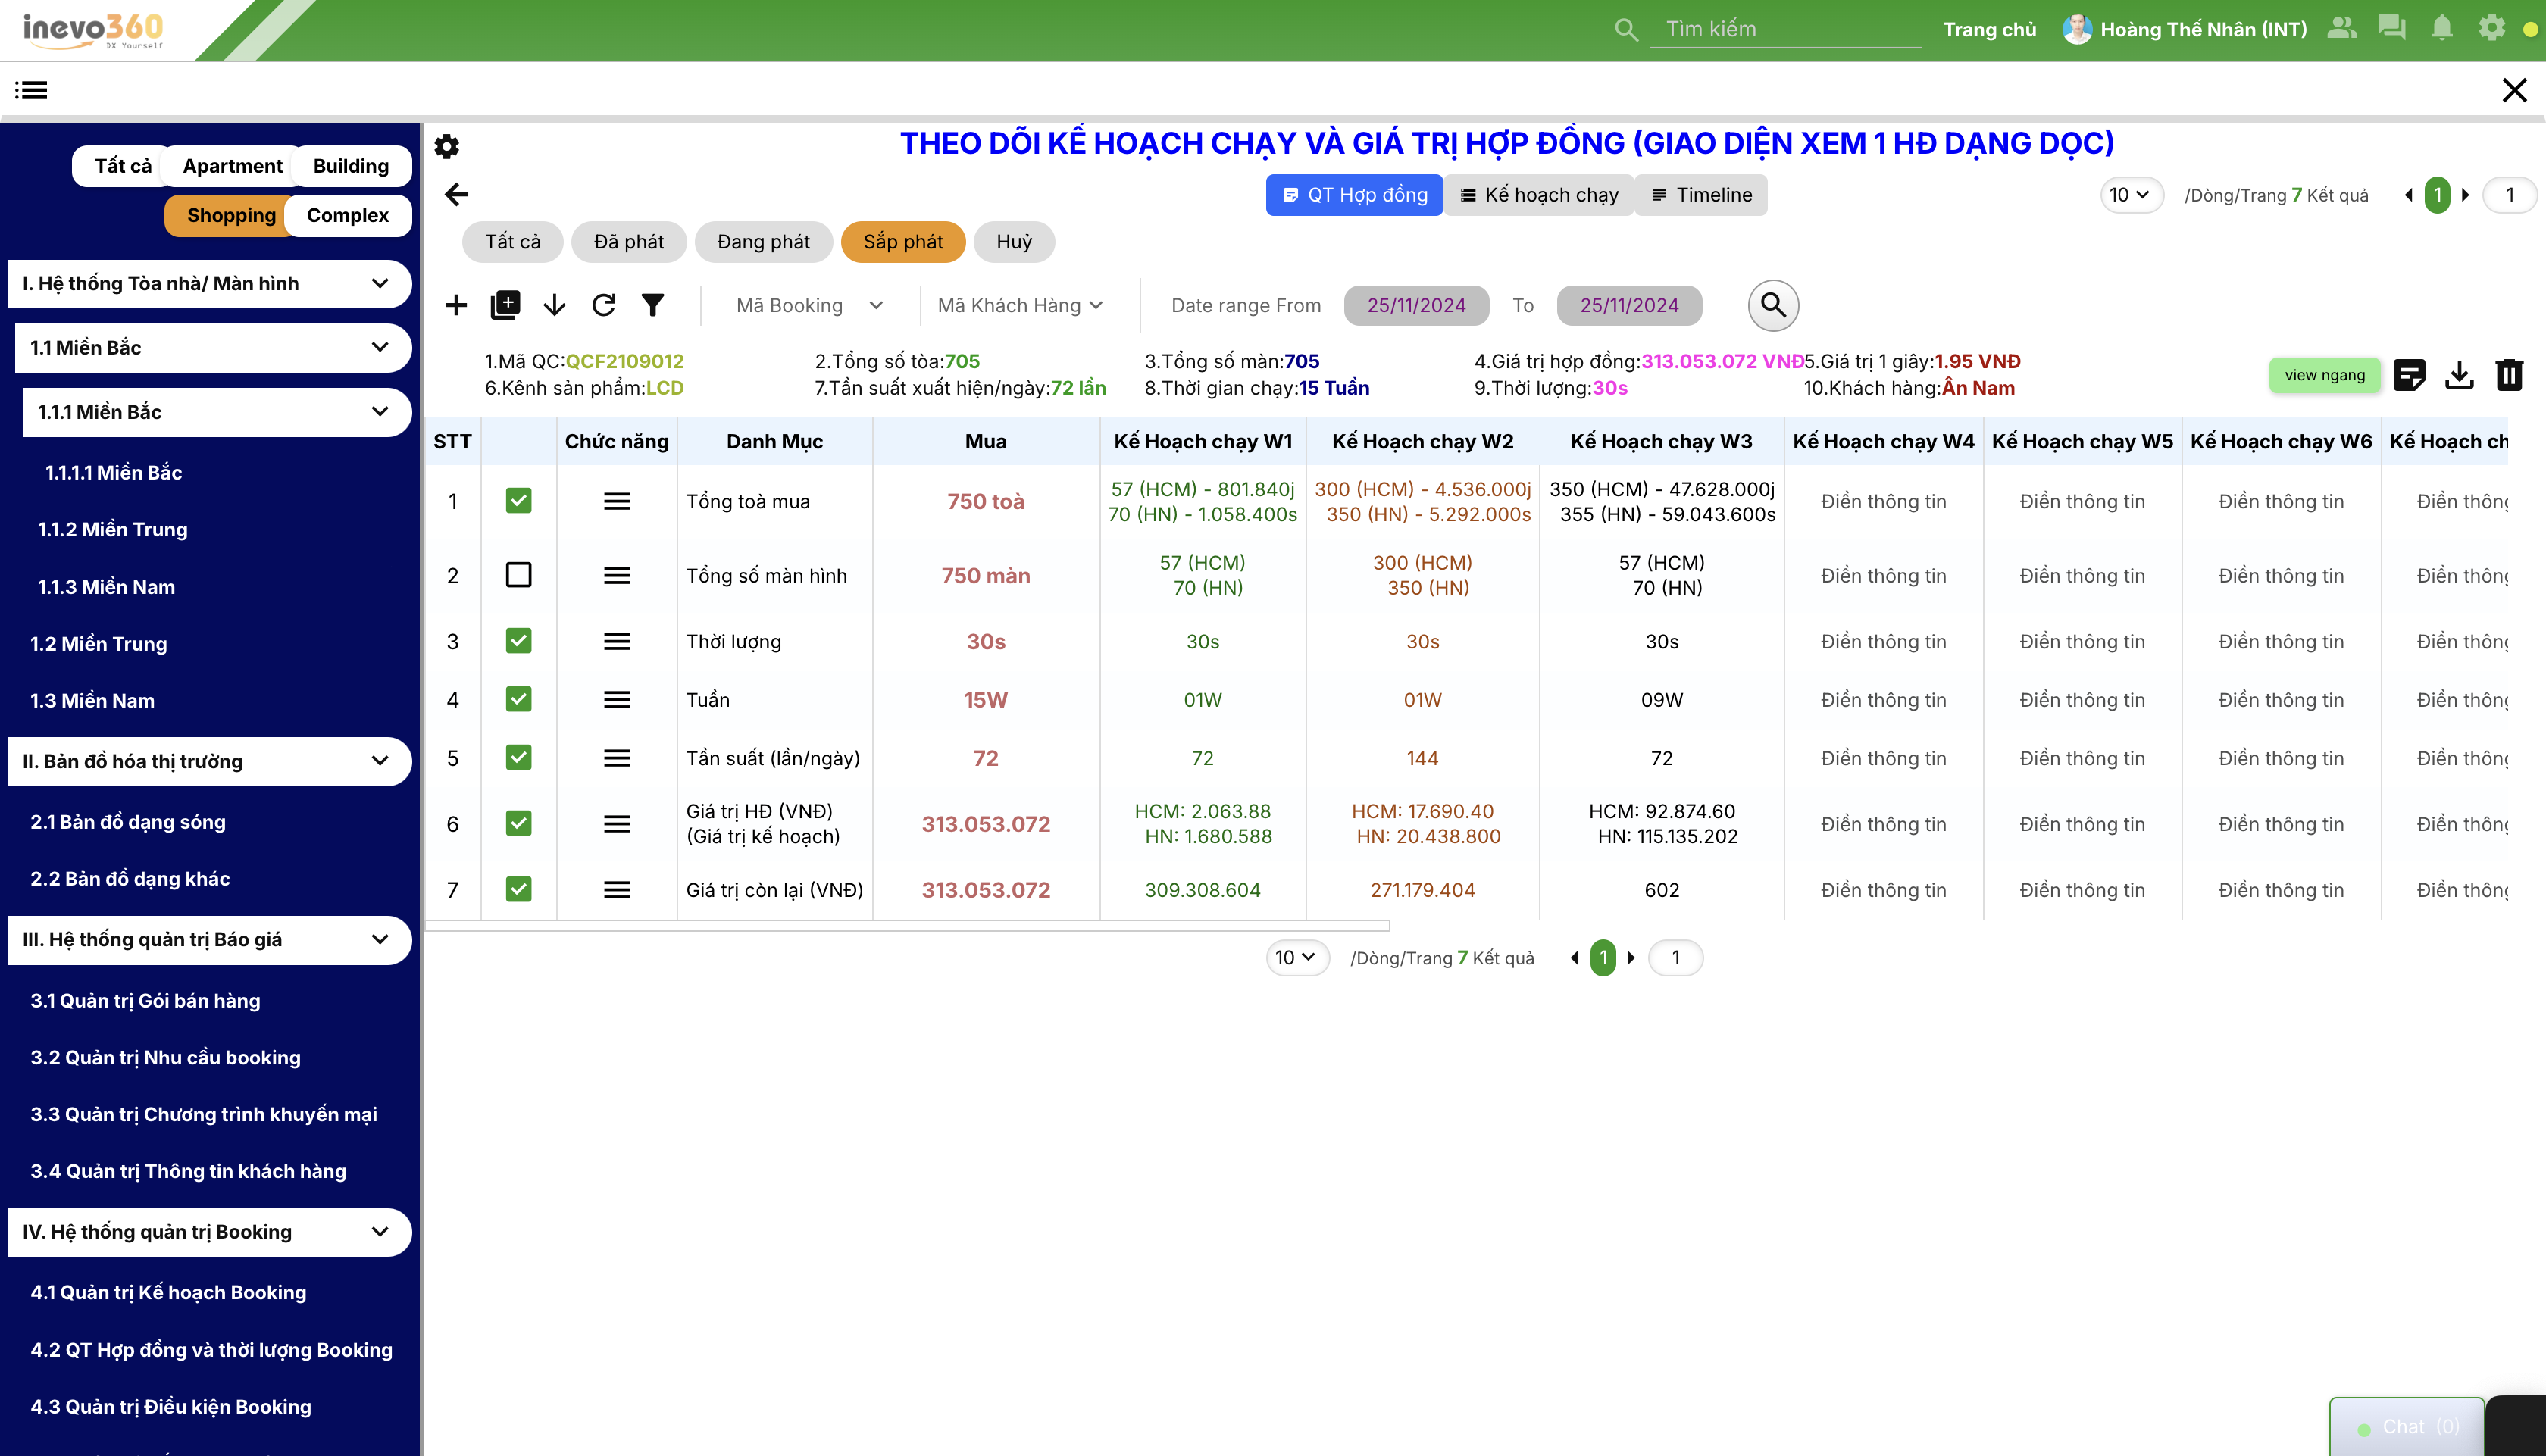 inevo360
DX Yourself
Tìm kiếm
Trang chủ
Hoàng Thế Nhân (INT)
Tất cả
Apartment
Building
Shopping
Complex
I. Hệ thống Tòa nhà/ Màn hình
1.1 Miền Bắc
1.1.1 Miền Bắc
1.1.1.1 Miền Bắc
1.1.2 Miền Trung
1.1.3 Miền Nam
1.2 Miền Trung
1.3 Miền Nam
II. Bản đồ hóa thị trường
2.1 Bản đồ dạng sóng
2.2 Bản đồ dạng khác
III. Hệ thống quản trị Báo giá
3.1 Quản trị Gói bán hàng
3.2 Quản trị Nhu cầu booking
3.3 Quản trị Chương trình khuyến mại
3.4 Quản trị Thông tin khách hàng
IV. Hệ thống quản trị Booking
4.1 Quản trị Kế hoạch Booking
4.2 QT Hợp đồng và thời lượng Booking
4.3 Quản trị Điều kiện Booking
THEO DÕI KẾ HOẠCH CHẠY VÀ GIÁ TRỊ HỢP ĐỒNG (GIAO DIỆN XEM 1 HĐ DẠNG DỌC)
QT Hợp đồng
Kế hoạch chạy
Timeline
10 /Dòng/Trang 7 Kết quả 1 1
Tất cả
Đã phát
Đang phát
Sắp phát
Huỷ
Mã Booking
Mã Khách Hàng
Date range From 25/11/2024 To 25/11/2024
1.Mã QC:QCF2109012 2.Tổng số tòa:705 3.Tổng số màn:705 4.Giá trị hợp đồng:313.053.072 VNĐ 5.Giá trị 1 giây:1.95 VNĐ
6.Kênh sản phẩm:LCD 7.Tần suất xuất hiện/ngày:72 lần 8.Thời gian chạy:15 Tuần 9.Thời lượng:30s 10.Khách hàng:Ân Nam
view ngang
STT Chức năng Danh Mục Mua Kế Hoạch chạy W1 Kế Hoạch chạy W2 Kế Hoạch chạy W3 Kế Hoạch chạy W4 Kế Hoạch chạy W5 Kế Hoạch chạy W6 Kế Hoạch ch
57 (HCM) - 801.840j 300 (HCM) - 4.536.000j 350 (HCM) - 47.628.000j
1 Tổng toà mua 750 toà Điền thông tin Điền thông tin Điền thông tin Điền thông
70 (HN) - 1.058.400s 350 (HN) - 5.292.000s 355 (HN) - 59.043.600s
57 (HCM) 300 (HCM) 57 (HCM)
2 Tổng số màn hình 750 màn Điền thông tin Điền thông tin Điền thông tin Điền thông
70 (HN) 350 (HN) 70 (HN)
3 Thời lượng 30s 30s 30s 30s Điền thông tin Điền thông tin Điền thông tin Điền thông
4 Tuần 15W 01W 01W 09W Điền thông tin Điền thông tin Điền thông tin Điền thông
5 Tần suất (lần/ngày) 72 72 144 72 Điền thông tin Điền thông tin Điền thông tin Điền thông
Giá trị HĐ (VNĐ) HCM: 2.063.88 HCM: 17.690.40 HCM: 92.874.60
6 313.053.072 Điền thông tin Điền thông tin Điền thông tin Điền thông
(Giá trị kế hoạch) HN: 1.680.588 HN: 20.438.800 HN: 115.135.202
7 Giá trị còn lại (VNĐ) 313.053.072 309.308.604 271.179.404 602 Điền thông tin Điền thông tin Điền thông tin Điền thông
10 /Dòng/Trang 7 Kết quả 1 1
Chat (0)